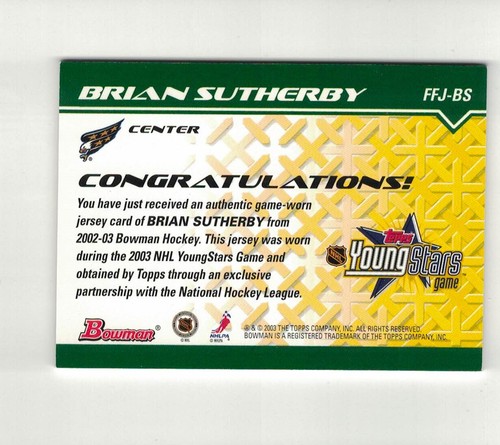 BRIAN SUTHERBY
FFJ-BS
CENTER
CONGRATULATIONS!
You have just received an authentic game-worn
jersey card of BRIAN SUTHERBY from
2002-03 Bowman Hockey. This jersey was worn
during the 2003 NHL YoungStars Game and
obtained by Topps through an exclusive
partnership with the National Hockey League.
topps
YoungStars
game™
Bowman®
NHLPA
® & © 2003 THE TOPPS COMPANY, INC. ALL RIGHTS RESERVED.
BOWMAN IS A REGISTERED TRADEMARK OF THE TOPPS COMPANY, INC.